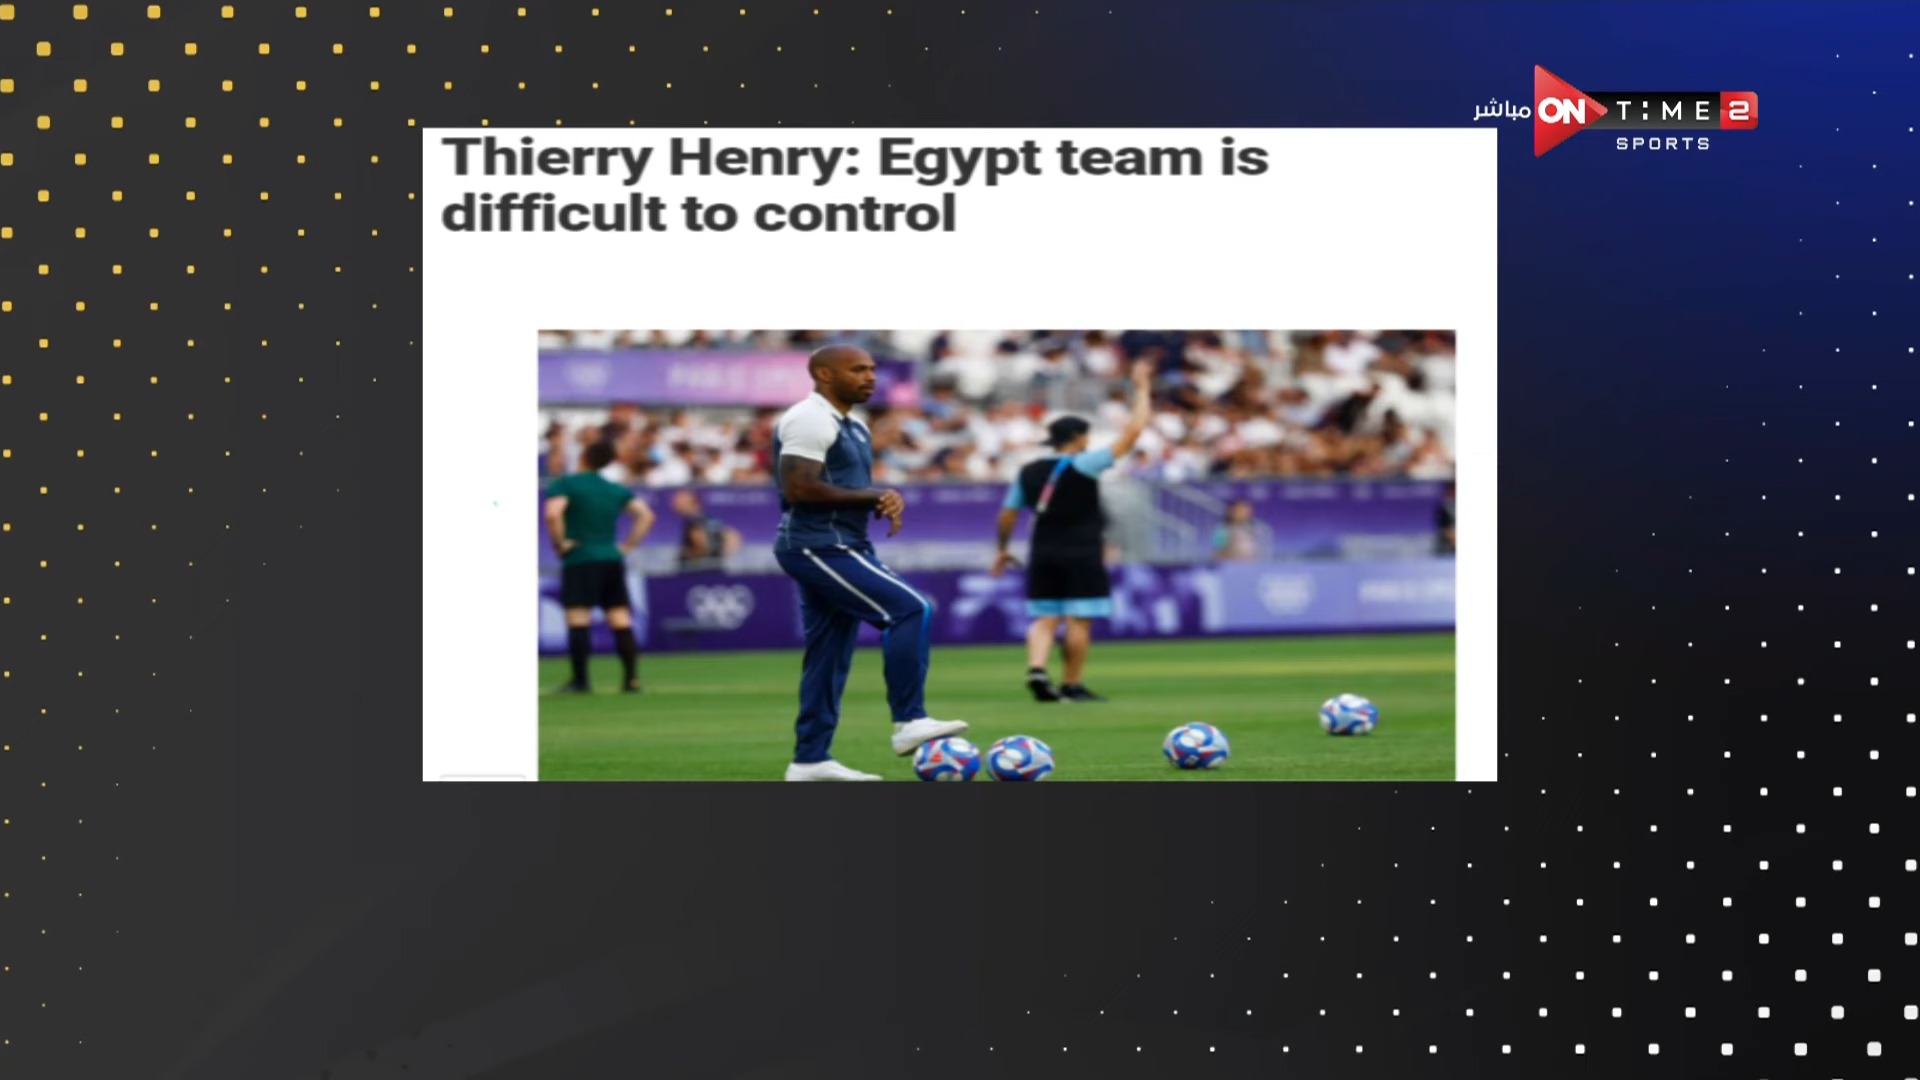 مباشر ON TIME 2
SPORTS
Thierry Henry: Egypt team is
difficult to control